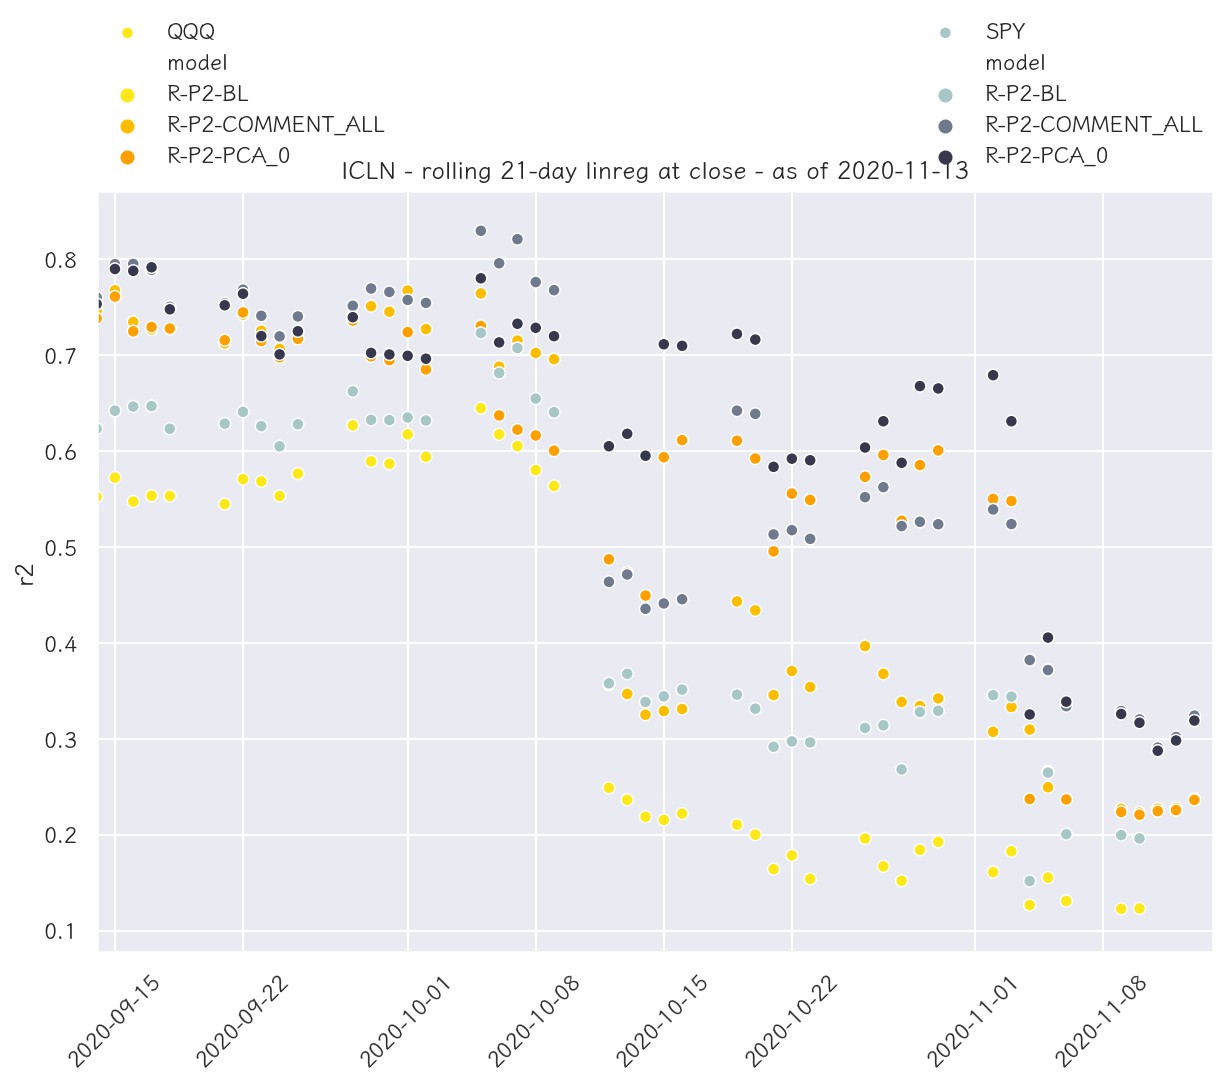 QQQ
model
R-P2-BL
R-P2-COMMENT_ALL
R-P2-PCA_0
SPY
model
R-P2-BL
R-P2-COMMENT_ALL
R-P2-PCA_0
ICLN - rolling 21-day linreg at close - as of 2020-11-13
0.8
0.7
0.6
0.5
0.4
0.3
0.2
0.1
r2
2020-09-15
2020-09-22
2020-10-01
2020-10-08
2020-10-15
2020-10-22
2020-11-01
2020-11-08